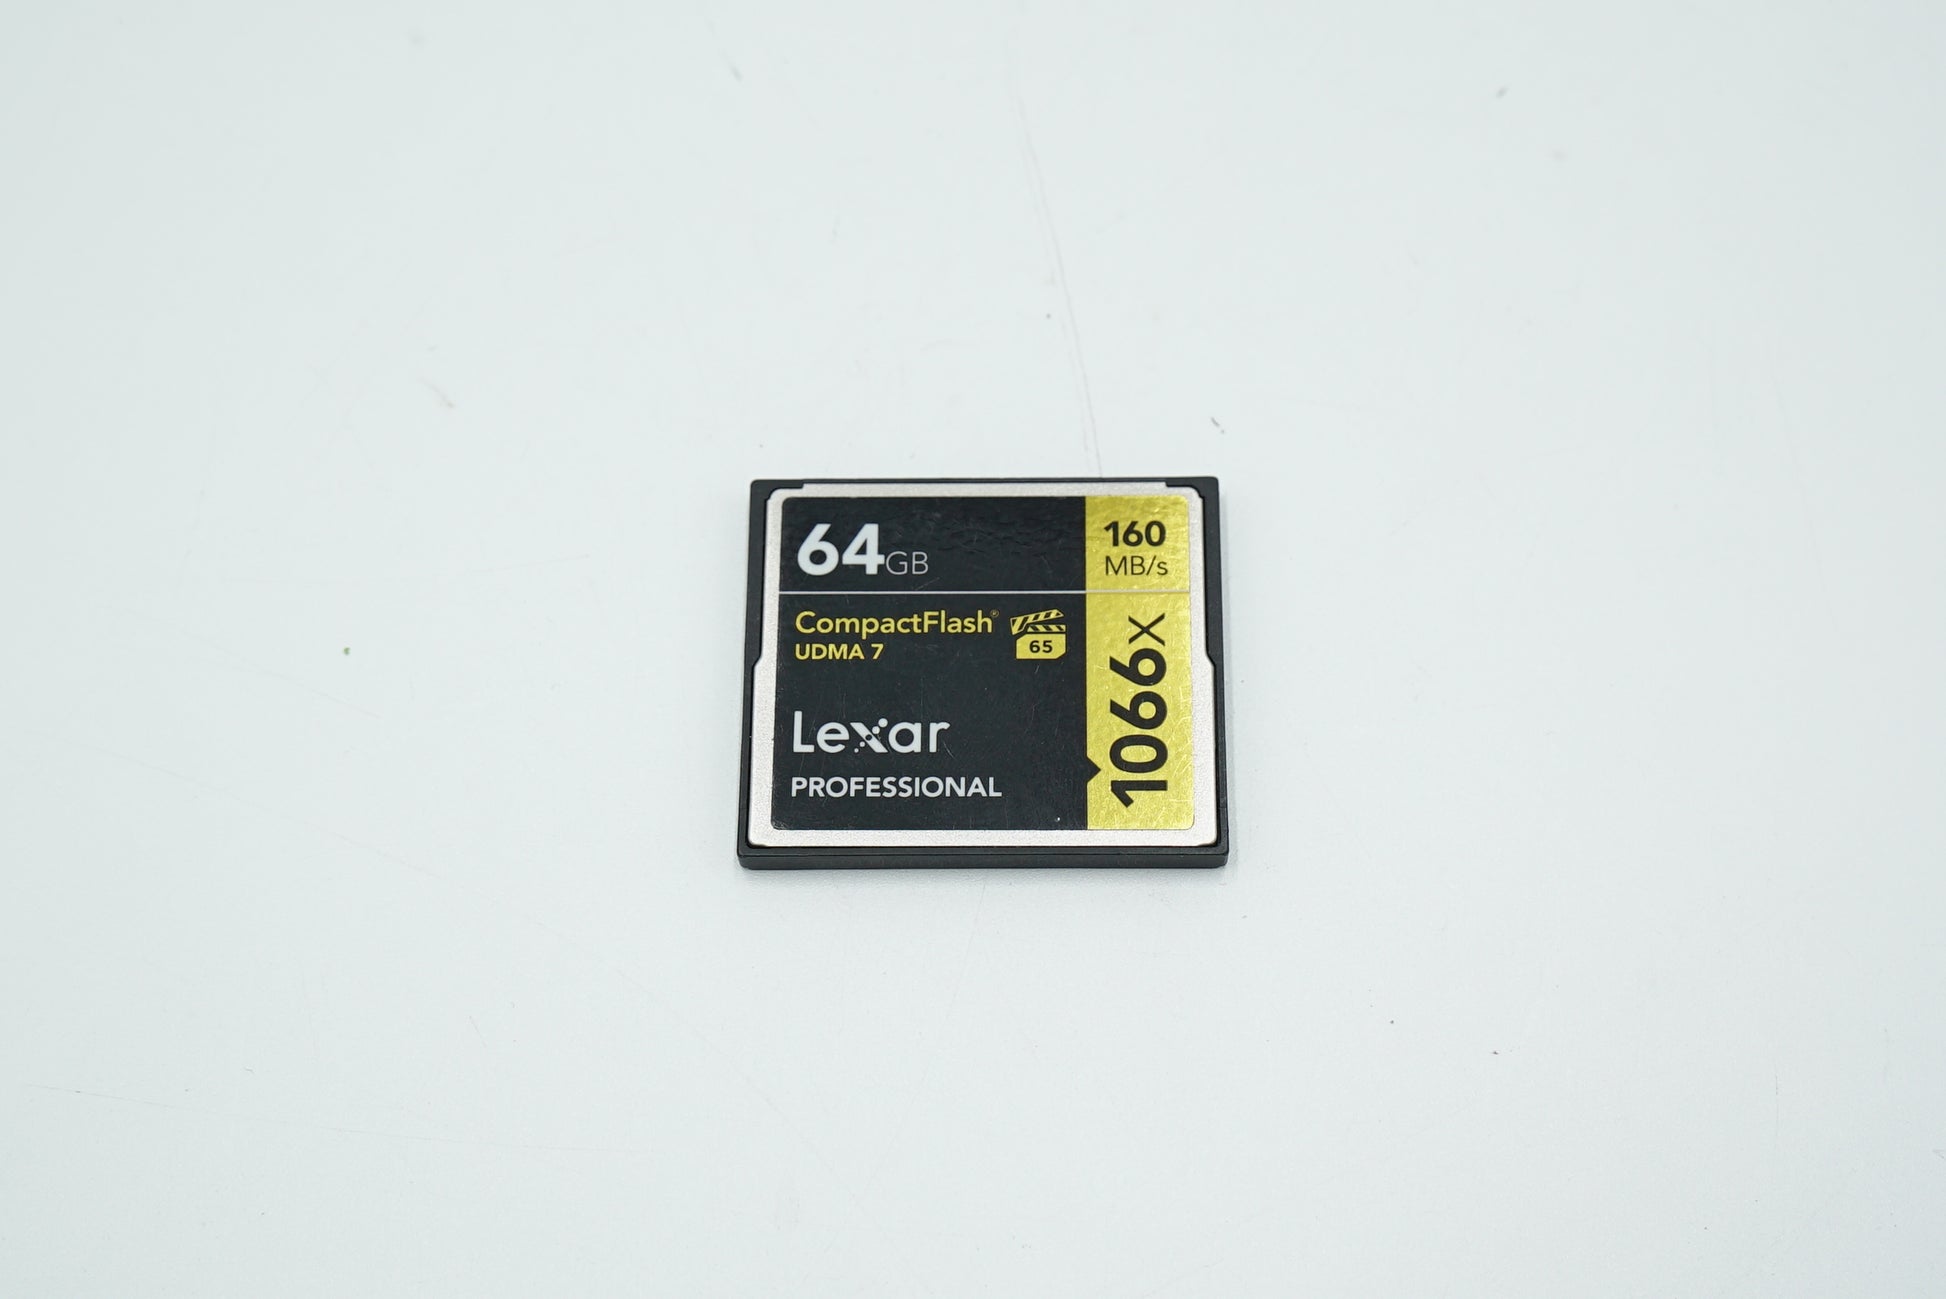 64GB
160
MB/s
CompactFlash®
UDMA 7
65
1066x
Lexar
PROFESSIONAL